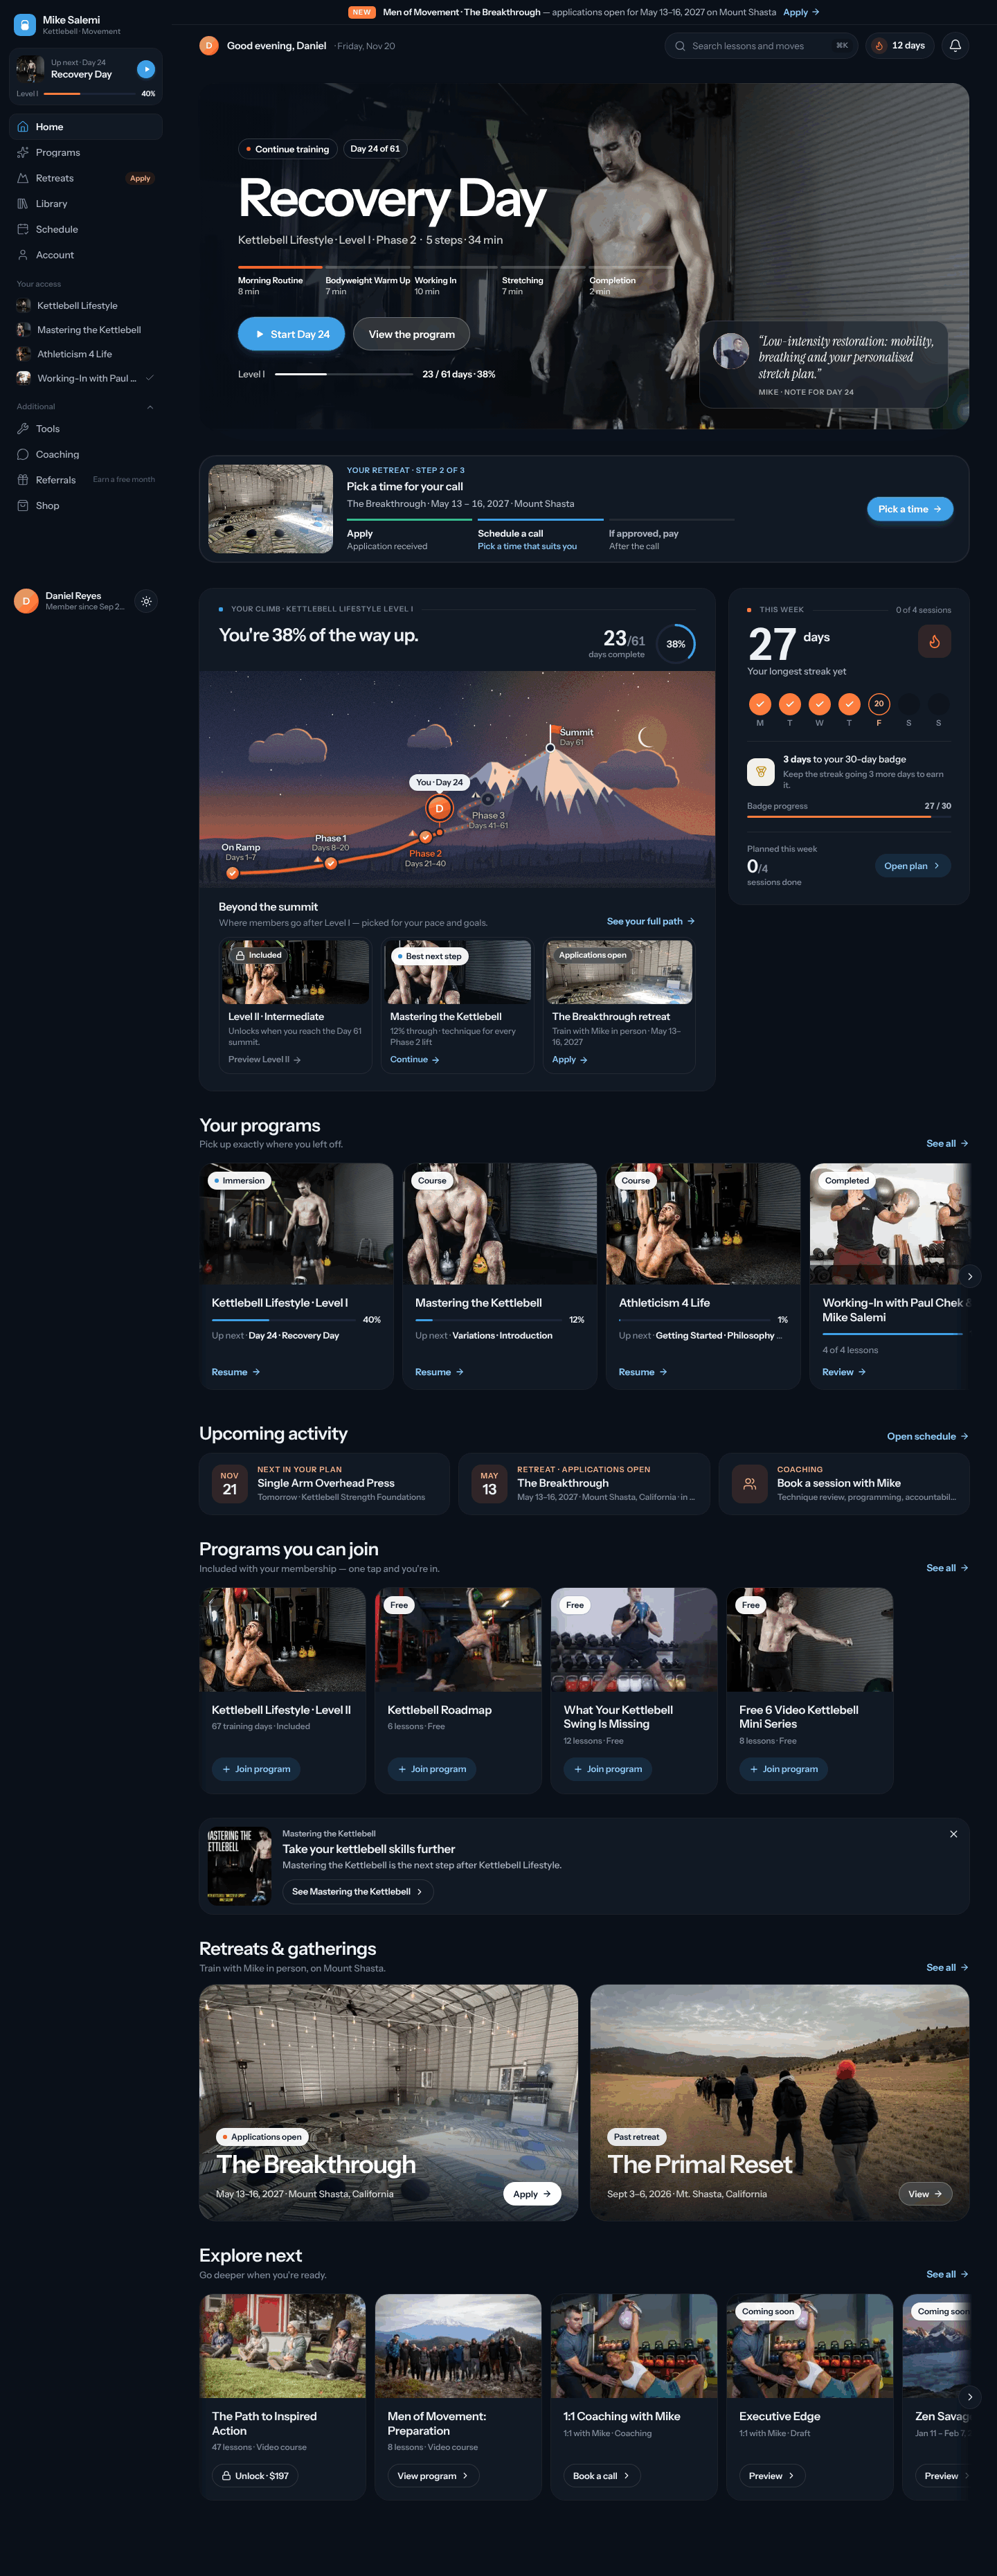 Mike Salemi
Kettlebell · Movement
Up next · Day 24
Recovery Day
Level I
40%
Home
Programs
Retreats
Apply
Library
Schedule
Account
Your access
Kettlebell Lifestyle
Mastering the Kettlebell
Athleticism 4 Life
Working-In with Paul ...
Additional
Tools
Coaching
Referrals
Earn a free month
Shop
D
Daniel Reyes
Member since Sep 2...
NEW Men of Movement · The Breakthrough — applications open for May 13–16, 2027 on Mount Shasta Apply →
D
Good evening, Daniel · Friday, Nov 20
Search lessons and moves
⌘K
12 days
Continue training
Day 24 of 61
Recovery Day
Kettlebell Lifestyle · Level I · Phase 2 · 5 steps · 34 min
Morning Routine
8 min
Bodyweight Warm Up
7 min
Working In
10 min
Stretching
7 min
Completion
2 min
Start Day 24
View the program
Level I
23 / 61 days · 38%
“Low-intensity restoration: mobility,
breathing and your personalised
stretch plan.”
MIKE · NOTE FOR DAY 24
YOUR RETREAT · STEP 2 OF 3
Pick a time for your call
The Breakthrough · May 13 – 16, 2027 · Mount Shasta
Apply
Application received
Schedule a call
Pick a time that suits you
If approved, pay
After the call
Pick a time →
YOUR CLIMB · KETTLEBELL LIFESTYLE LEVEL I
You're 38% of the way up.
23/61
days complete
38%
Summit
Day 61
You · Day 24
D
Phase 3
Days 41–61
Phase 1
Days 8–20
Phase 2
Days 21–40
On Ramp
Days 1–7
Beyond the summit
Where members go after Level I — picked for your pace and goals.
See your full path →
Included
Level II · Intermediate
Unlocks when you reach the Day 61
summit.
Preview Level II →
Best next step
Mastering the Kettlebell
12% through · technique for every
Phase 2 lift
Continue →
Applications open
The Breakthrough retreat
Train with Mike in person · May 13–
16, 2027
Apply →
THIS WEEK
0 of 4 sessions
27 days
Your longest streak yet
20
M T W T F S S
3 days to your 30-day badge
Keep the streak going 3 more days to earn
it.
Badge progress
27 / 30
Planned this week
0/4
sessions done
Open plan
Your programs
Pick up exactly where you left off.
See all →
Immersion
Kettlebell Lifestyle · Level I
40%
Up next · Day 24 · Recovery Day
Resume →
Course
Mastering the Kettlebell
12%
Up next · Variations · Introduction
Resume →
Course
Athleticism 4 Life
1%
Up next · Getting Started · Philosophy ...
Resume →
Completed
Working-In with Paul Chek &
Mike Salemi
4 of 4 lessons
Review →
Upcoming activity
Open schedule →
NOV
21
NEXT IN YOUR PLAN
Single Arm Overhead Press
Tomorrow · Kettlebell Strength Foundations
MAY
13
RETREAT · APPLICATIONS OPEN
The Breakthrough
May 13–16, 2027 · Mount Shasta, California · in ...
COACHING
Book a session with Mike
Technique review, programming, accountabil...
Programs you can join
Included with your membership — one tap and you're in.
See all →
Kettlebell Lifestyle · Level II
67 training days · Included
+ Join program
Free
Kettlebell Roadmap
6 lessons · Free
+ Join program
Free
What Your Kettlebell
Swing Is Missing
12 lessons · Free
+ Join program
Free
Free 6 Video Kettlebell
Mini Series
8 lessons · Free
+ Join program
MASTERING THE
KETTLEBELL
Mastering the Kettlebell
Take your kettlebell skills further
Mastering the Kettlebell is the next step after Kettlebell Lifestyle.
See Mastering the Kettlebell
Retreats & gatherings
Train with Mike in person, on Mount Shasta.
See all →
Applications open
The Breakthrough
May 13–16, 2027 · Mount Shasta, California
Apply →
Past retreat
The Primal Reset
Sept 3–6, 2026 · Mt. Shasta, California
View →
Explore next
Go deeper when you're ready.
See all →
The Path to Inspired
Action
47 lessons · Video course
Unlock · $197
Men of Movement:
Preparation
8 lessons · Video course
View program
1:1 Coaching with Mike
1:1 with Mike · Coaching
Book a call
Coming soon
Executive Edge
1:1 with Mike · Draft
Preview
Coming soon
Zen Savage
Jan 11 – Feb 7,
Preview